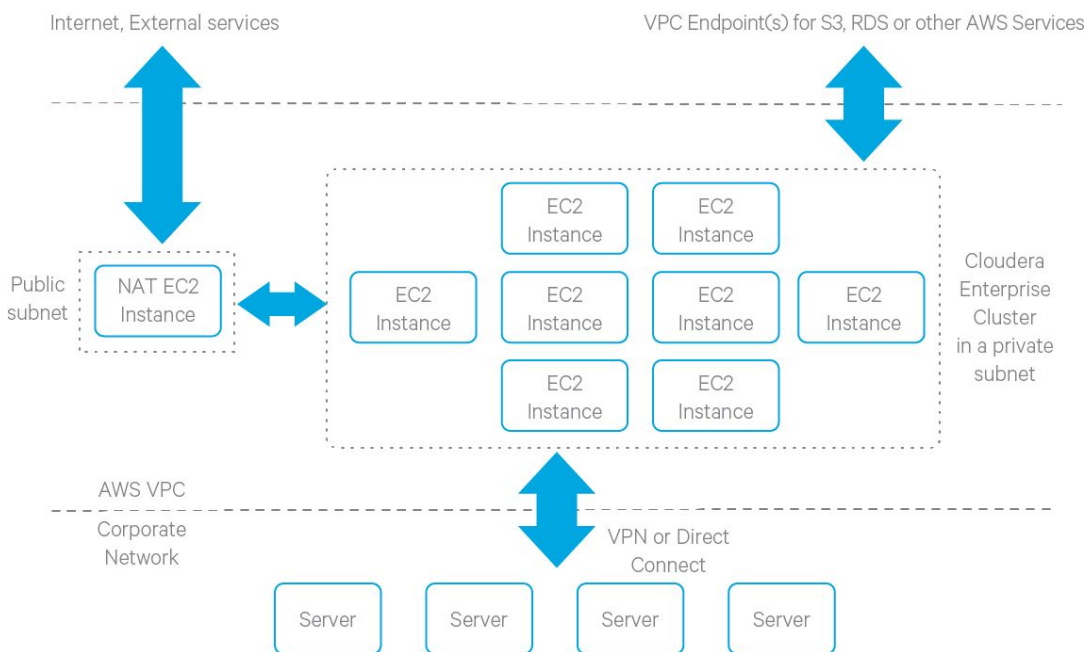 Internet, External services
VPC Endpoint(s) for S3, RDS or other AWS Services
Public
subnet
NAT EC2
Instance
EC2
Instance
EC2
Instance
EC2
Instance
EC2
Instance
EC2
Instance
EC2
Instance
EC2
Instance
EC2
Instance
Cloudera
Enterprise
Cluster
in a private
subnet
AWS VPC
Corporate
Network
VPN or Direct
Connect
Server
Server
Server
Server